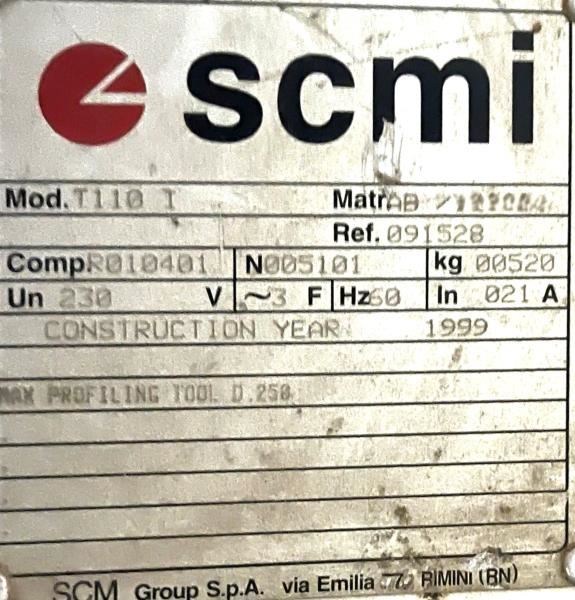 scmi
Mod. T110 I Matr. AB
Ref. 091528
Comp. R010401 N 005101 kg 00520
Un 230 V ~3 F Hz 60 In 021 A
CONSTRUCTION YEAR 1999
MAX PROFILING TOOL D.250
SCM Group S.p.A. via Emilia RIMINI (RN)